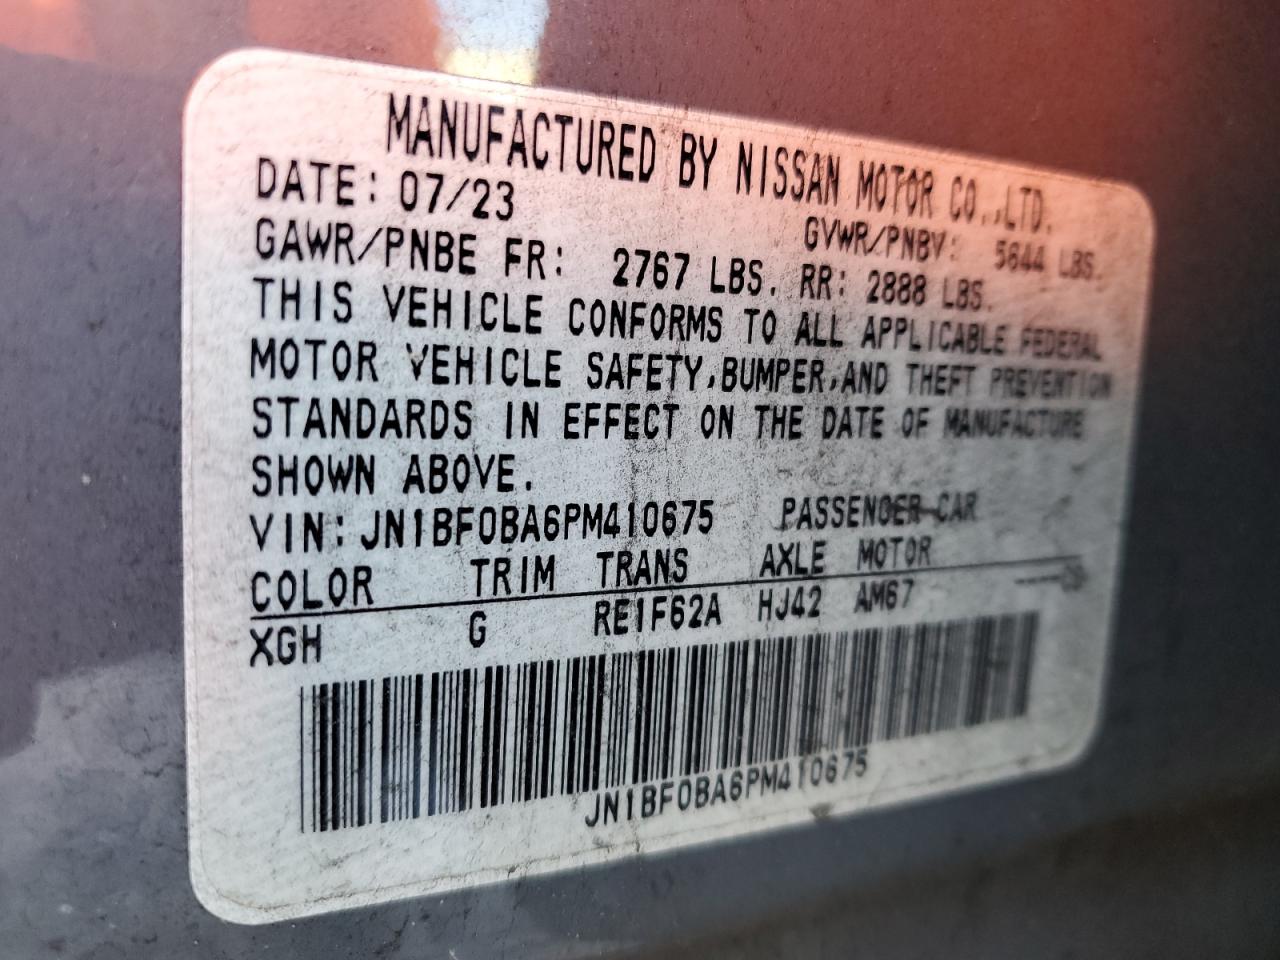 MANUFACTURED BY NISSAN MOTOR CO.,LTD.
DATE: 07/23 GVWR/PNBV: 5644 LBS.
GAWR/PNBE FR: 2767 LBS. RR: 2888 LBS.
THIS VEHICLE CONFORMS TO ALL APPLICABLE FEDERAL
MOTOR VEHICLE SAFETY,BUMPER,AND THEFT PREVENTION
STANDARDS IN EFFECT ON THE DATE OF MANUFACTURE
SHOWN ABOVE.
VIN: JN1BF0BA6PM410675 PASSENGER CAR
COLOR TRIM TRANS AXLE MOTOR
XGH G RE1F62A HJ42 AM67
JN1BF0BA6PM410675